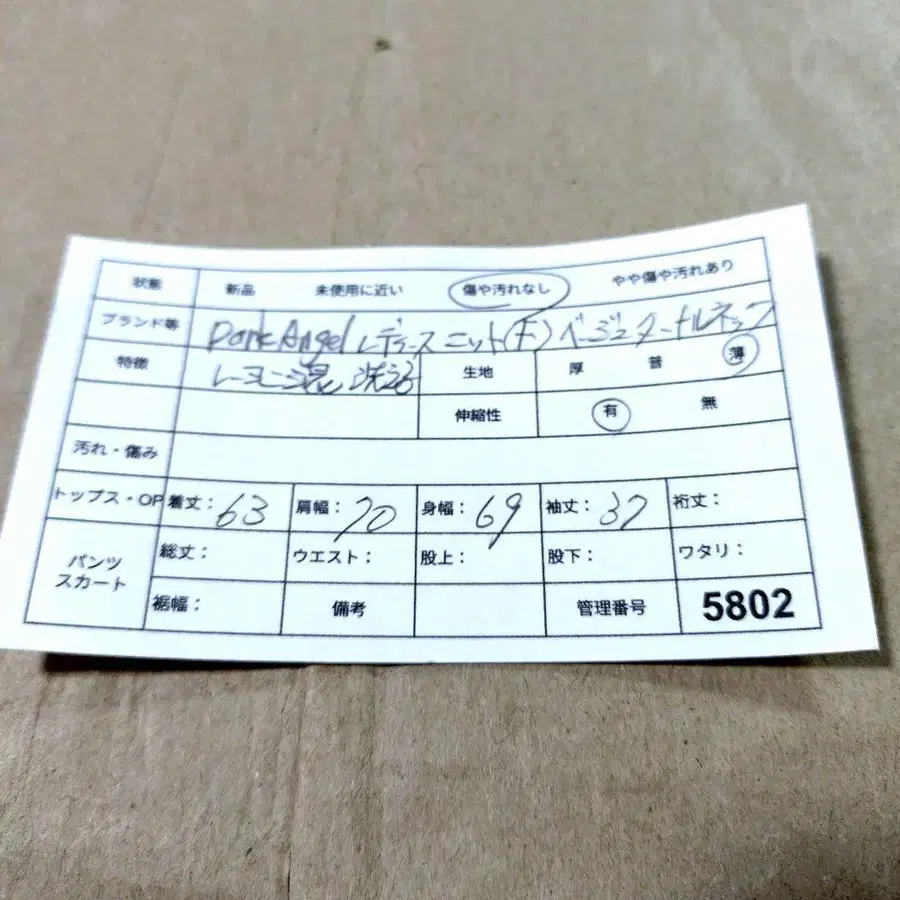 状態 新品 未使用に近い 傷や汚れなし やや傷や汚れあり
ブランド等 Dark Angel レディース ニット(F) ベージュ タートルネック
特徴 レーヨン混 洗える 生地 厚 普 薄
伸縮性 有 無
汚れ・傷み
トップス・OP 着丈：63 肩幅：70 身幅：69 袖丈：37 裄丈：
パンツ スカート 総丈： ウエスト： 股上： 股下： ワタリ：
裾幅： 備考 管理番号 5802